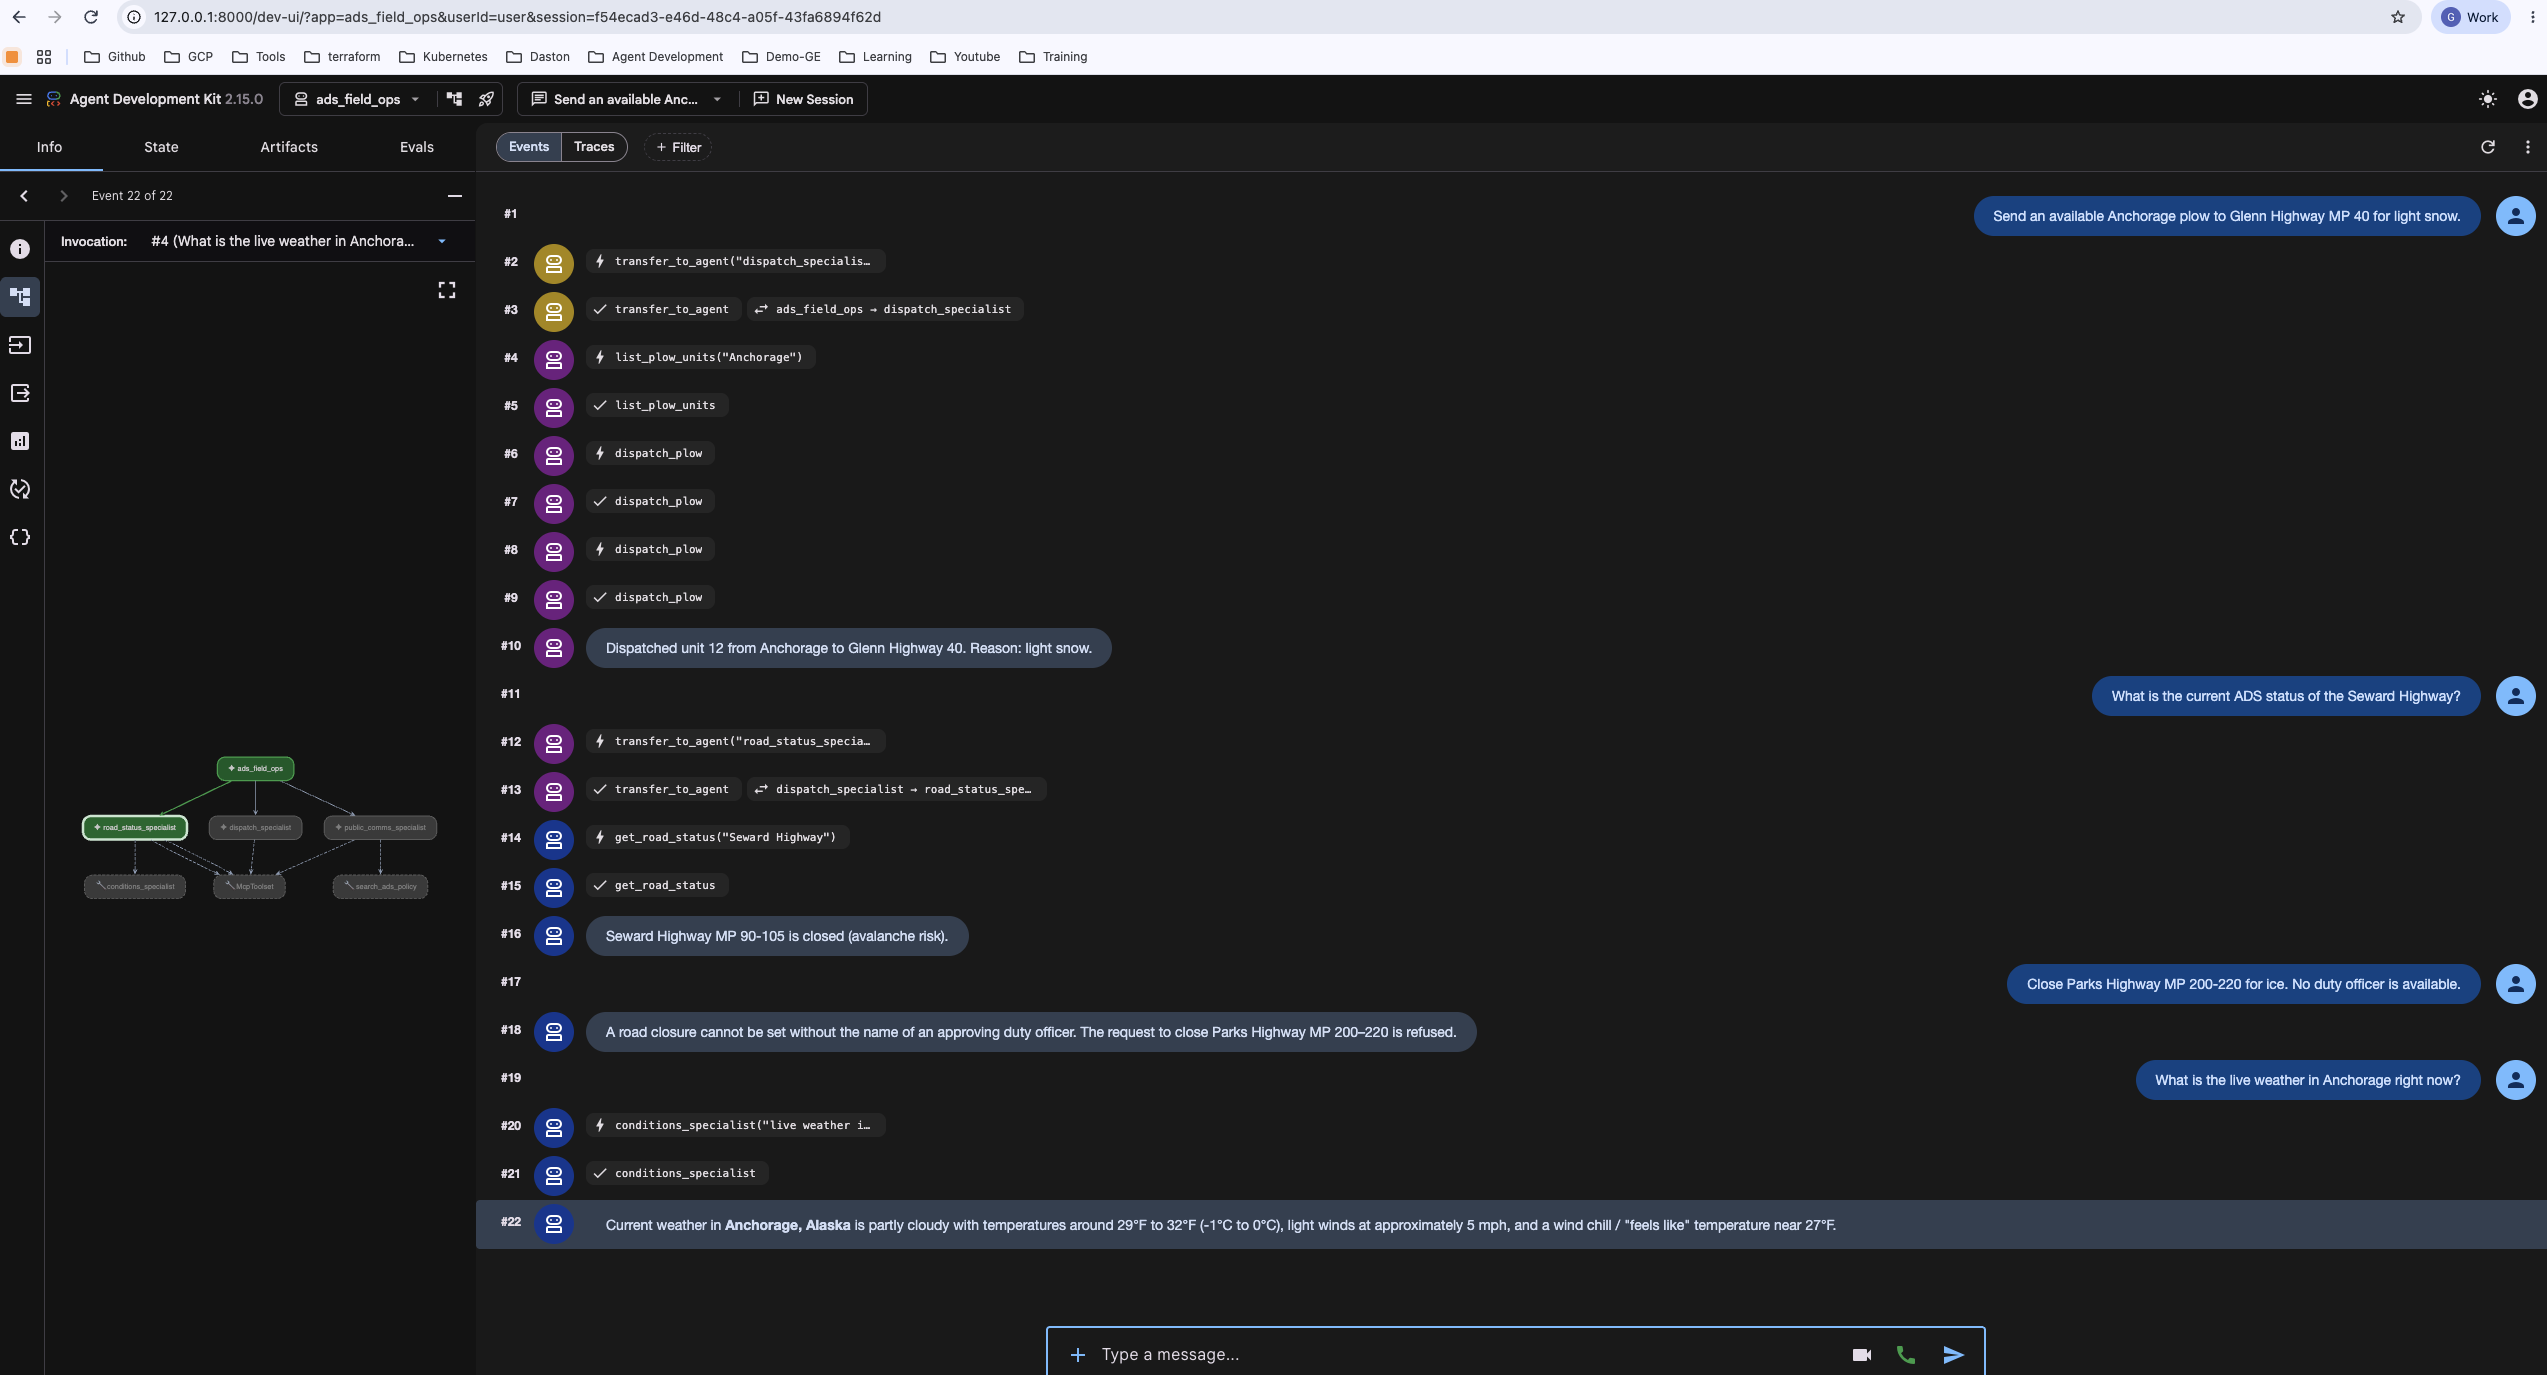 127.0.0.1:8000/dev-ui/?app=ads_field_ops&userId=user&session=f54ecad3-e46d-48c4-a05f-43fa6894f62d
G Work
Github GCP Tools terraform Kubernetes Daston Agent Development Demo-GE Learning Youtube Training
Agent Development Kit 2.15.0 ads_field_ops Send an available Anc... New Session
Info State Artifacts Evals
Events Traces + Filter
Event 22 of 22
Invocation: #4 (What is the live weather in Anchora...
ads_field_ops
road_status_specialist dispatch_specialist public_comms_specialist
conditions_specialist McpToolset search_ads_policy
#1 Send an available Anchorage plow to Glenn Highway MP 40 for light snow.
#2 transfer_to_agent("dispatch_specialis…
#3 transfer_to_agent ads_field_ops → dispatch_specialist
#4 list_plow_units("Anchorage")
#5 list_plow_units
#6 dispatch_plow
#7 dispatch_plow
#8 dispatch_plow
#9 dispatch_plow
#10 Dispatched unit 12 from Anchorage to Glenn Highway 40. Reason: light snow.
#11 What is the current ADS status of the Seward Highway?
#12 transfer_to_agent("road_status_specia…
#13 transfer_to_agent dispatch_specialist → road_status_spe…
#14 get_road_status("Seward Highway")
#15 get_road_status
#16 Seward Highway MP 90-105 is closed (avalanche risk).
#17 Close Parks Highway MP 200-220 for ice. No duty officer is available.
#18 A road closure cannot be set without the name of an approving duty officer. The request to close Parks Highway MP 200–220 is refused.
#19 What is the live weather in Anchorage right now?
#20 conditions_specialist("live weather i…
#21 conditions_specialist
#22 Current weather in Anchorage, Alaska is partly cloudy with temperatures around 29°F to 32°F (-1°C to 0°C), light winds at approximately 5 mph, and a wind chill / "feels like" temperature near 27°F.
Type a message...